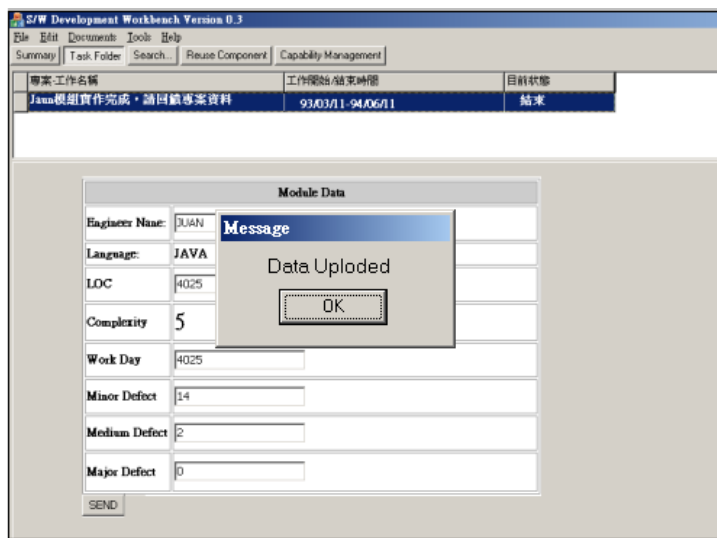 S/W Development Workbench Version 0.3
File Edit Documents Tools Help
Summary Task Folder Search... Reuse Component Capability Management
專案-工作名稱 工作開始/結束時間 目前狀態
Jaun模組實作完成，請回饋專案資料 93/03/11-94/06/11 結束
Module Data
Engineer Name: JUAN
Language: JAVA
LOC 4025
Complexity 5
Work Day 4025
Minor Defect 14
Medium Defect 2
Major Defect 0
SEND
Message
Data Uploded
OK